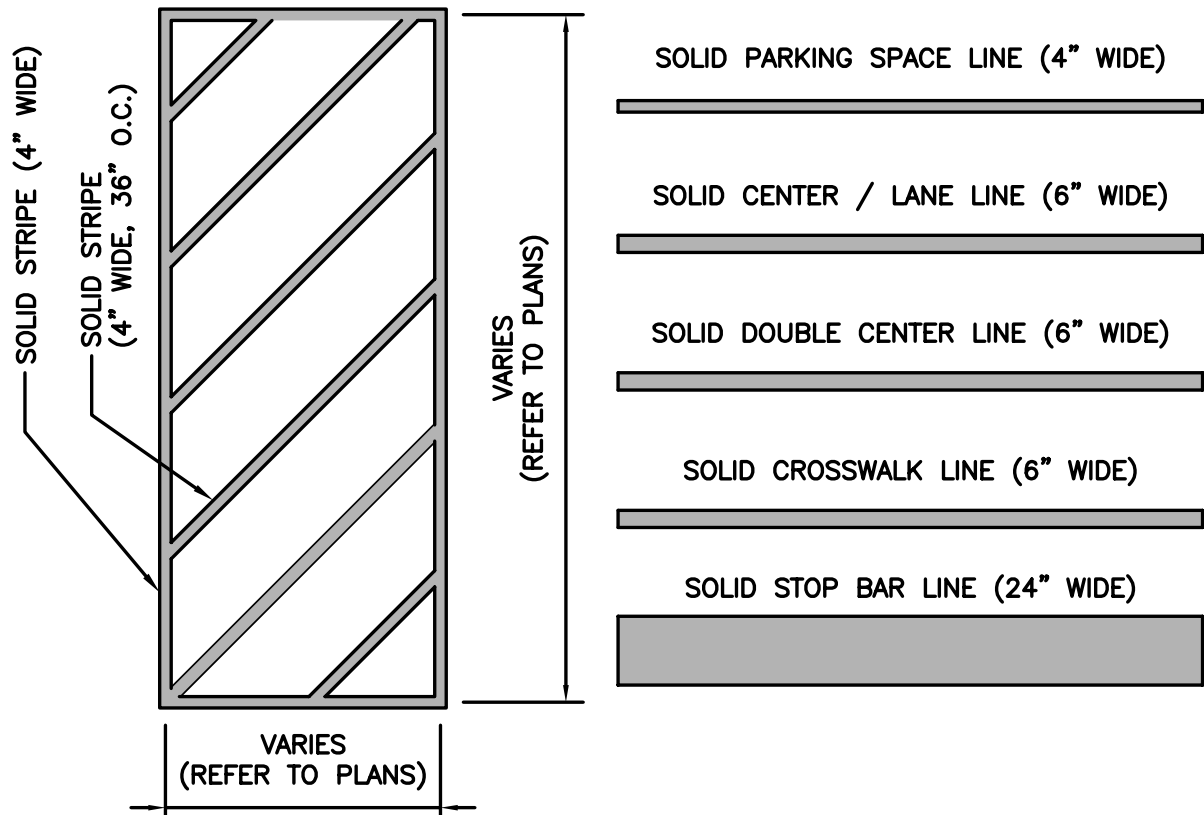 SOLID STRIPE (4” WIDE)
SOLID STRIPE
(4” WIDE, 36” O.C.)
VARIES
(REFER TO PLANS)
VARIES
(REFER TO PLANS)
SOLID PARKING SPACE LINE (4” WIDE)
SOLID CENTER / LANE LINE (6” WIDE)
SOLID DOUBLE CENTER LINE (6” WIDE)
SOLID CROSSWALK LINE (6” WIDE)
SOLID STOP BAR LINE (24” WIDE)